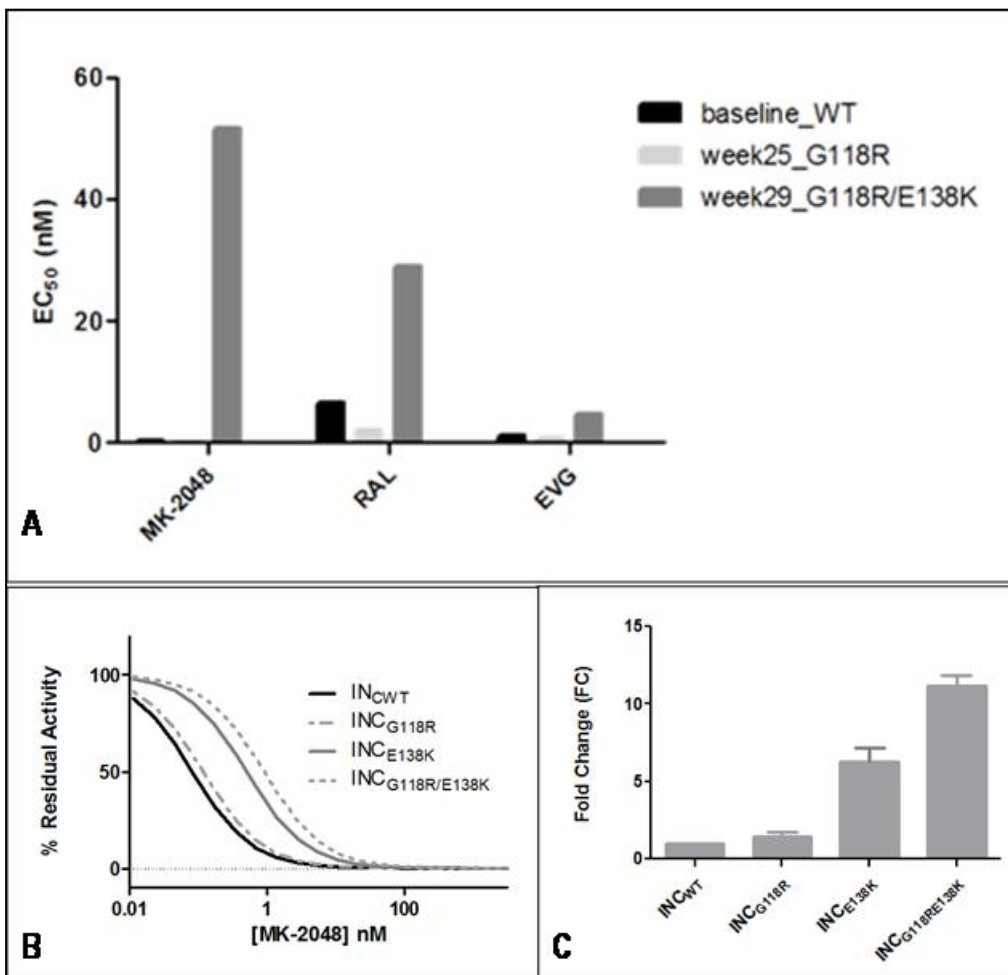 60
40
20
0
EC50 (nM)
baseline_WT
week25_G118R
week29_G118R/E138K
MK-2048
RAL
EVG
A
100
50
0
% Residual Activity
INCWT
INCG118R
INCE138K
INCG118R/E138K
0.01
1
100
[MK-2048] nM
B
15
10
5
0
Fold Change (FC)
INCWT
INCG118R
INCE138K
INCG118RE138K
C